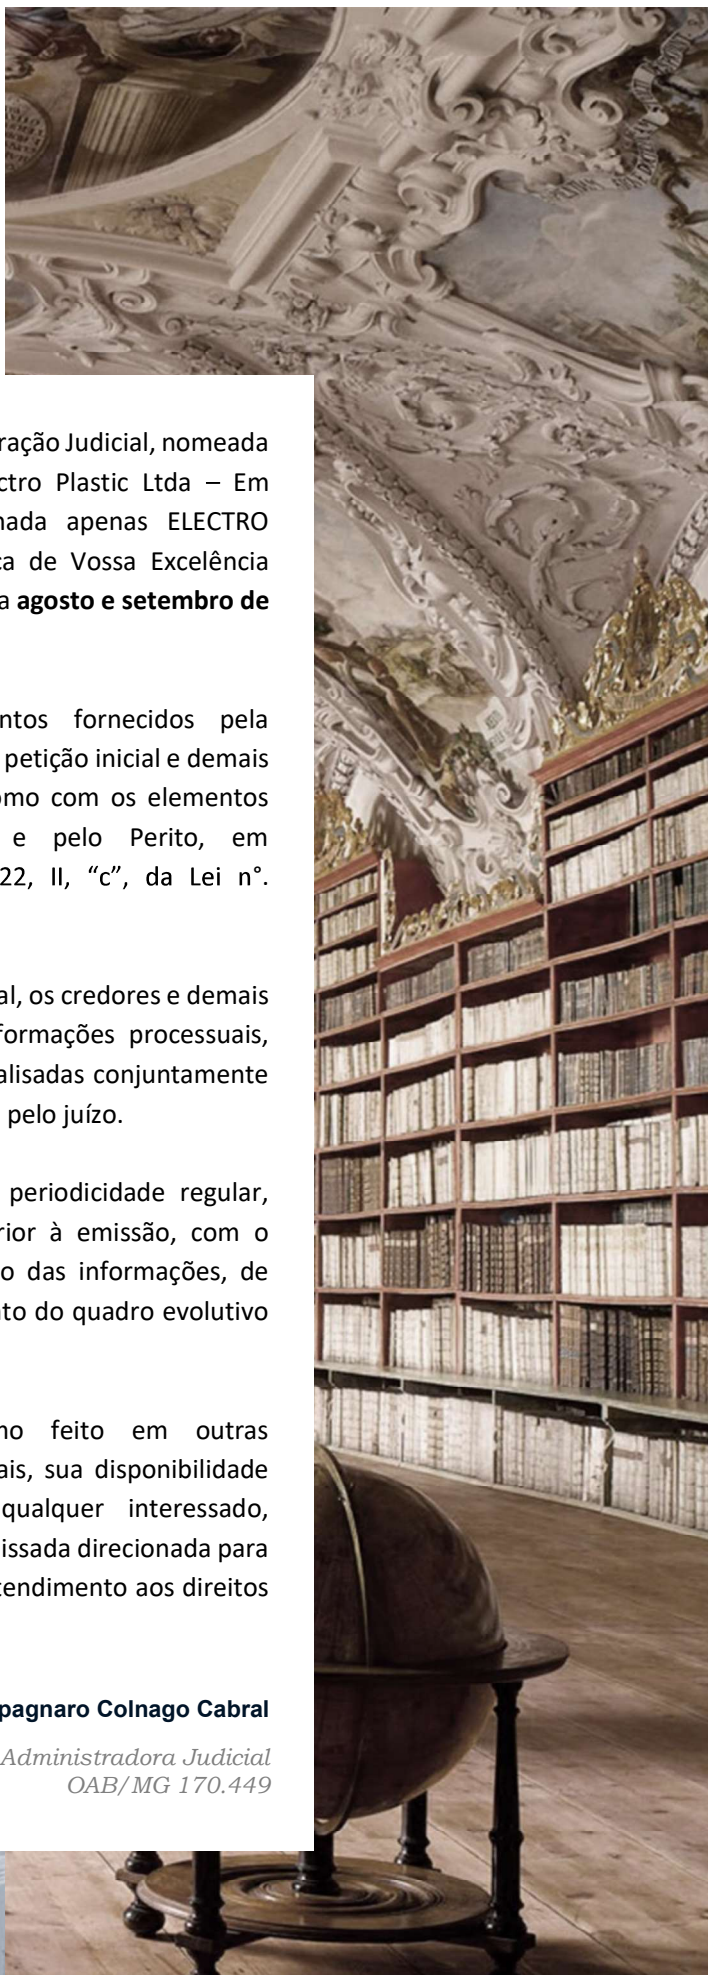 ração Judicial, nomeada
ctro Plastic Ltda – Em
nada apenas ELECTRO
ca de Vossa Excelência
a agosto e setembro de
ntos fornecidos pela
petição inicial e demais
omo com os elementos
e pelo Perito, em
22, II, “c”, da Lei n°.
al, os credores e demais
formações processuais,
alisadas conjuntamente
pelo juízo.
periodicidade regular,
rior à emissão, com o
o das informações, de
nto do quadro evolutivo
no feito em outras
ais, sua disponibilidade
qualquer interessado,
issada direcionada para
tendimento aos direitos
pagnaro Colnago Cabral
Administradora Judicial
OAB/MG 170.449